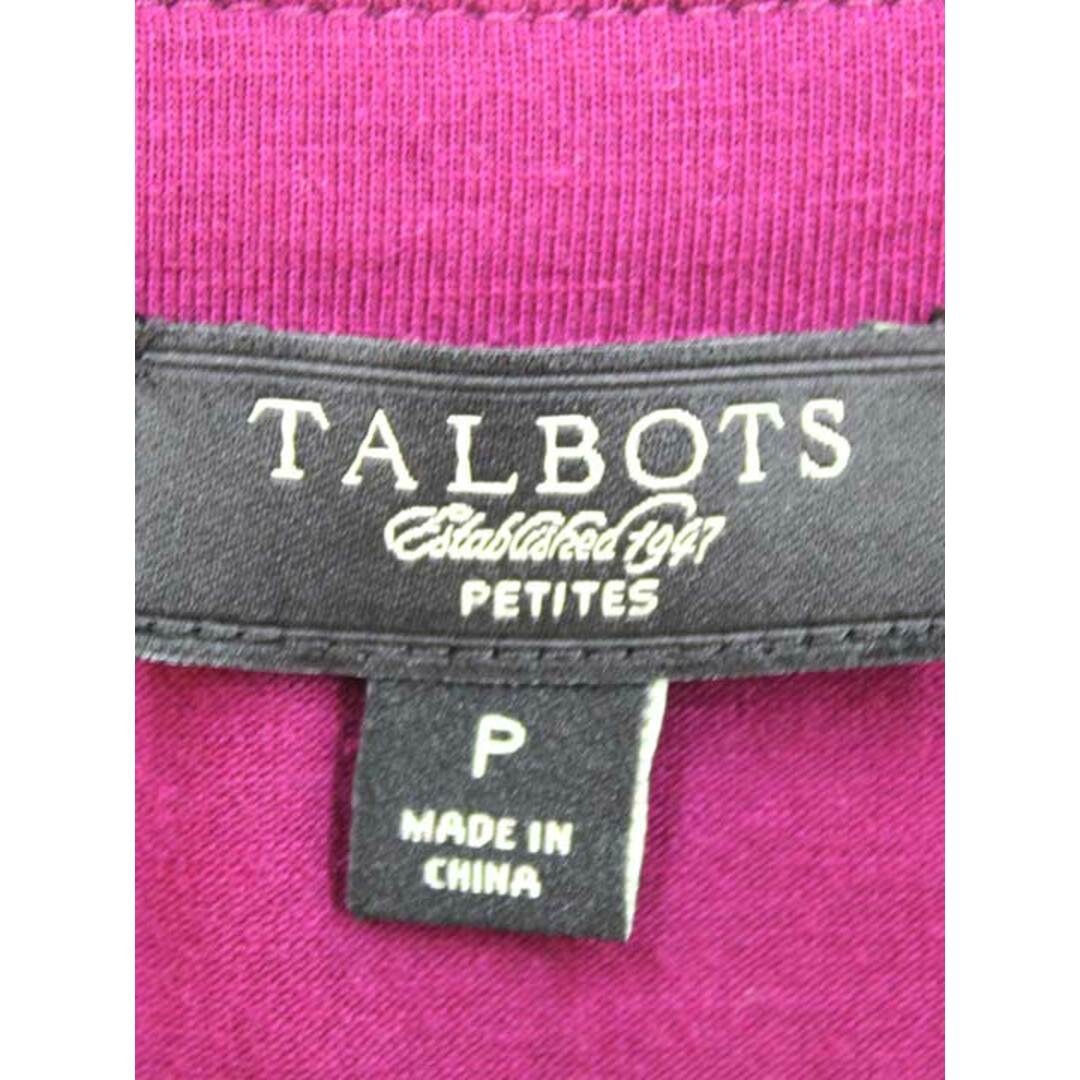 TALBOTS
Established 1947
PETITES
P
MADE IN
CHINA